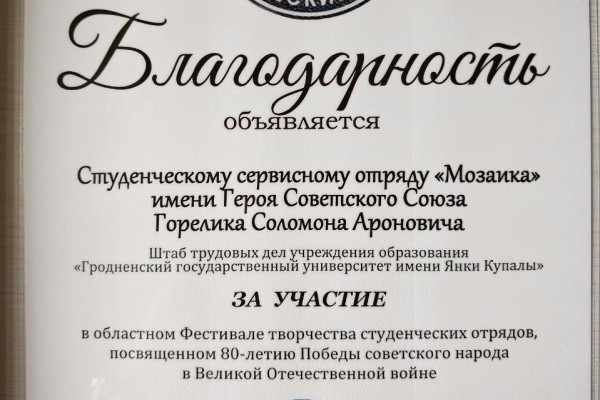 Благодарность
объявляется
Студенческому сервисному отряду «Мозаика»
имени Героя Советского Союза
Горелика Соломона Ароновича
Штаб трудовых дел учреждения образования
«Гродненский государственный университет имени Янки Купалы»
ЗА УЧАСТИЕ
в областном Фестивале творчества студенческих отрядов,
посвященном 80-летию Победы советского народа
в Великой Отечественной войне